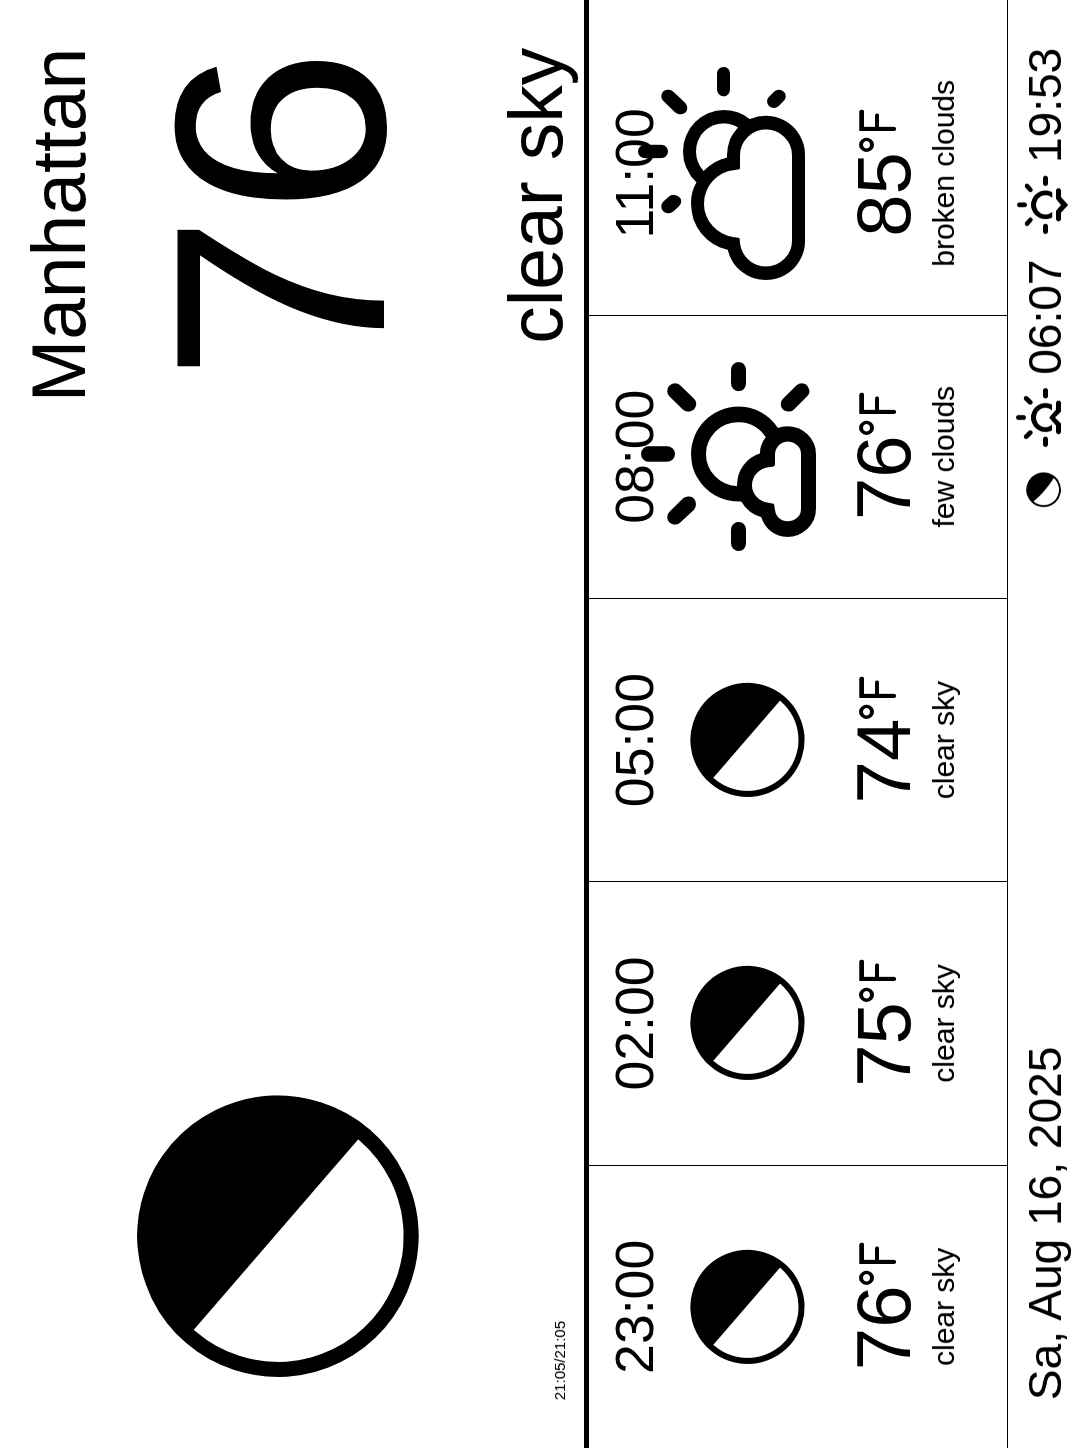 Manhattan
76
clear sky
21:05/21:05
23:00
76°F
clear sky
02:00
75°F
clear sky
05:00
74°F
clear sky
08:00
76°F
few clouds
11:00
85°F
broken clouds
Sa, Aug 16, 2025
06:07
19:53